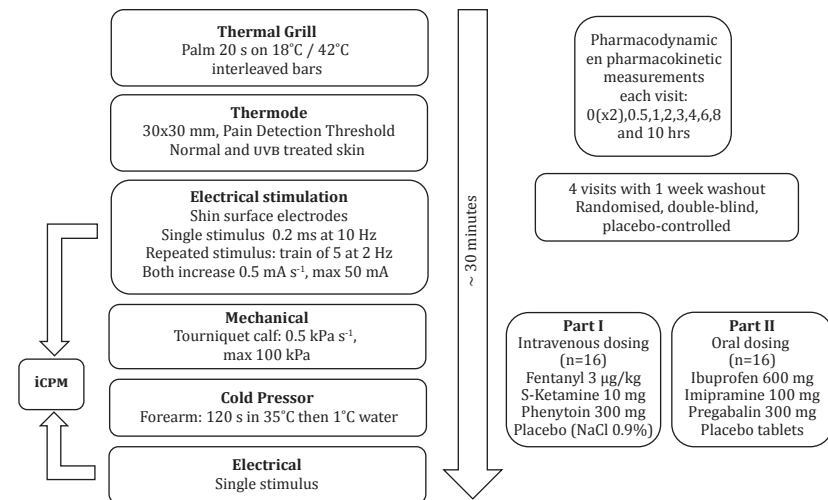 Thermal Grill
Palm 20 s on 18˚C / 42˚C
interleaved bars
Thermode
30x30 mm, Pain Detection Threshold
Normal and UVB treated skin
Electrical stimulation
Shin surface electrodes
Single stimulus 0.2 ms at 10 Hz
Repeated stimulus: train of 5 at 2 Hz
Both increase 0.5 mA s⁻¹, max 50 mA
Mechanical
Tourniquet calf: 0.5 kPa s⁻¹,
max 100 kPa
iCPM
Cold Pressor
Forearm: 120 s in 35˚C then 1˚C water
Electrical
Single stimulus
~ 30 minutes
Pharmacodynamic
en pharmacokinetic
measurements
each visit:
0(x2),0.5,1,2,3,4,6,8
and 10 hrs
4 visits with 1 week washout
Randomised, double-blind,
placebo-controlled
Part I
Intravenous dosing
(n=16)
Fentanyl 3 µg/kg
S-Ketamine 10 mg
Phenytoin 300 mg
Placebo (NaCl 0.9%)
Part II
Oral dosing
(n=16)
Ibuprofen 600 mg
Imipramine 100 mg
Pregabalin 300 mg
Placebo tablets